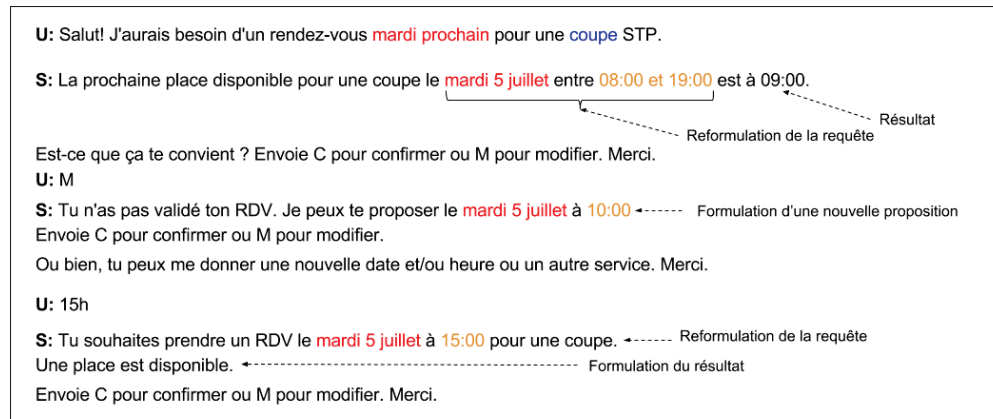 U: Salut! J'aurais besoin d'un rendez-vous mardi prochain pour une coupe STP.
S: La prochaine place disponible pour une coupe le mardi 5 juillet entre 08:00 et 19:00 est à 09:00.
Résultat
Reformulation de la requête
Est-ce que ça te convient ? Envoie C pour confirmer ou M pour modifier. Merci.
U: M
S: Tu n'as pas validé ton RDV. Je peux te proposer le mardi 5 juillet à 10:00 Formulation d'une nouvelle proposition
Envoie C pour confirmer ou M pour modifier.
Ou bien, tu peux me donner une nouvelle date et/ou heure ou un autre service. Merci.
U: 15h
S: Tu souhaites prendre un RDV le mardi 5 juillet à 15:00 pour une coupe. Reformulation de la requête
Une place est disponible. Formulation du résultat
Envoie C pour confirmer ou M pour modifier. Merci.